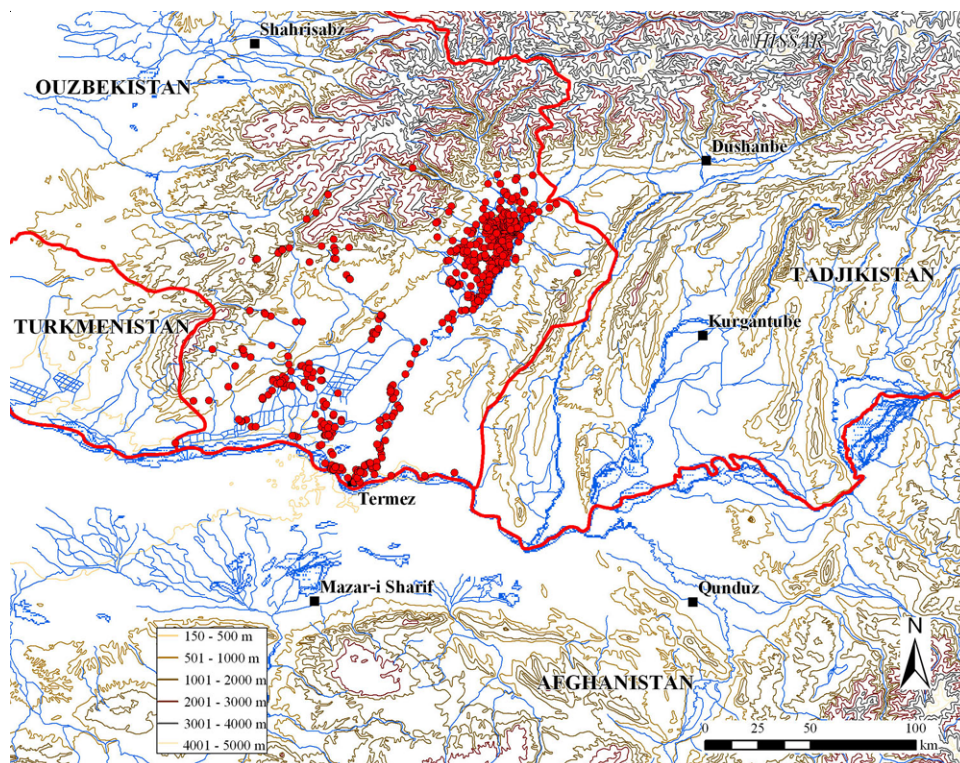 Shahrisabz
HISSAR
OUZBEKISTAN
Dushanbe
TADJIKISTAN
TURKMENISTAN
Kurgantube
Termez
Mazar-i Sharif
Qunduz
AFGHANISTAN
N
150 - 500 m
501 - 1000 m
1001 - 2000 m
2001 - 3000 m
3001 - 4000 m
4001 - 5000 m
0 25 50 100
km